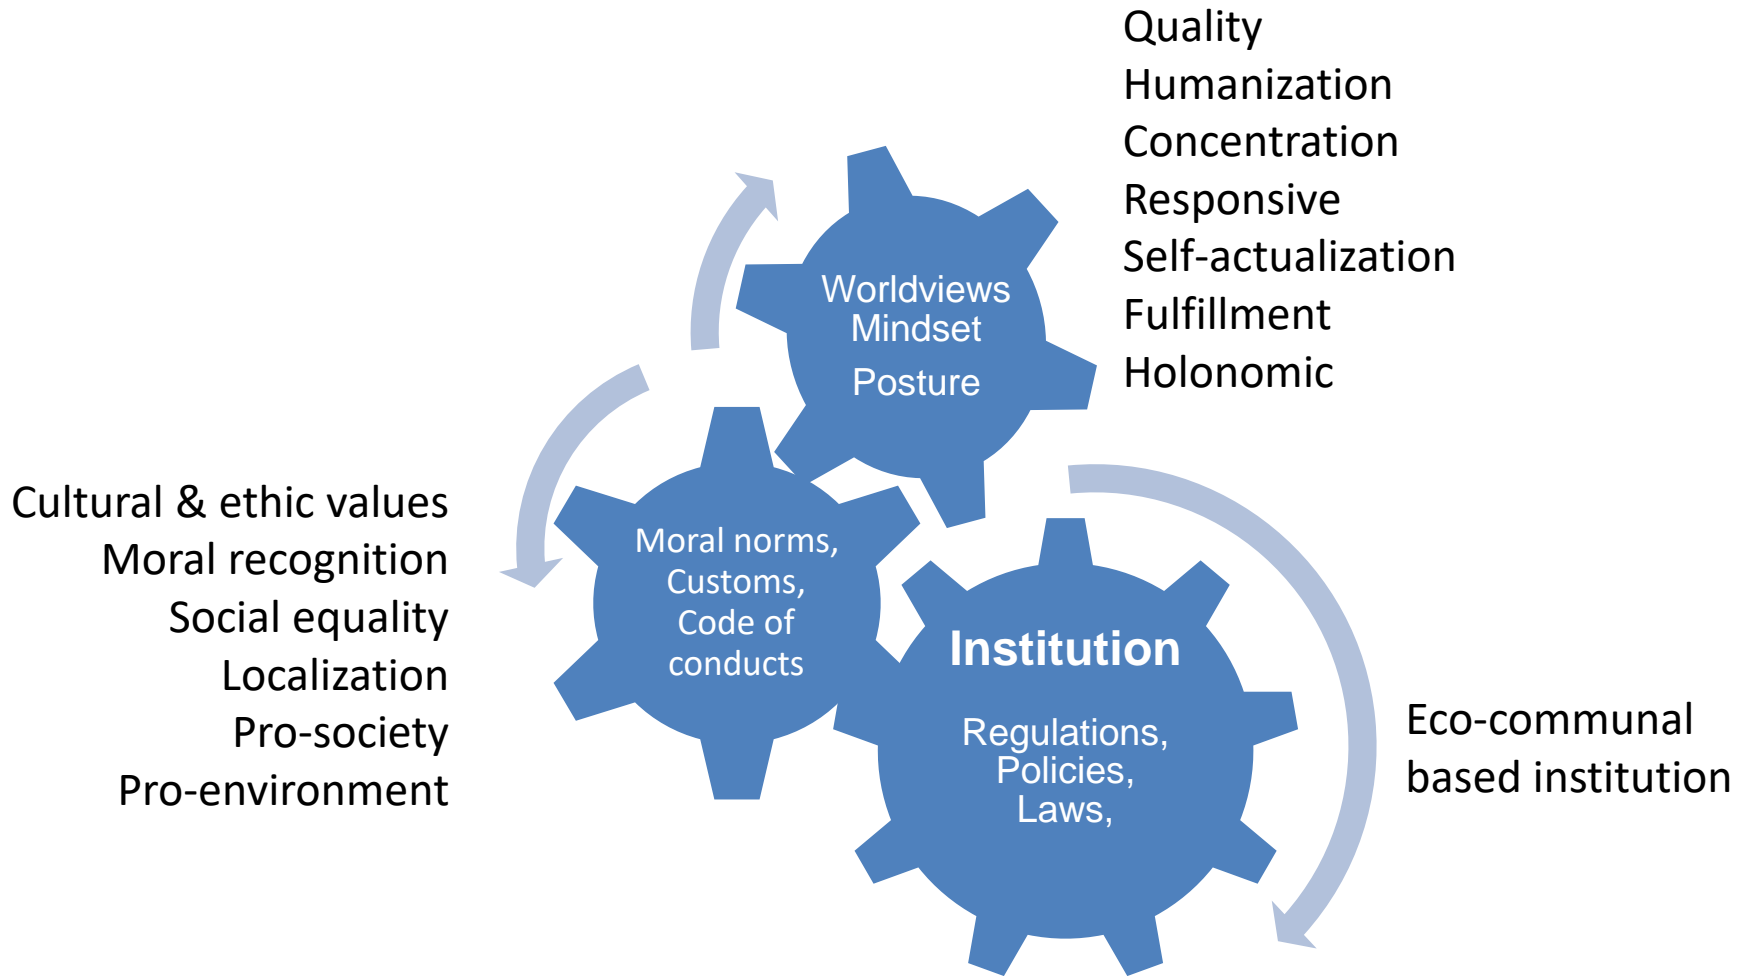 Quality
Humanization
Concentration
Responsive
Self-actualization
Fulfillment
Holonomic
Worldviews
Mindset
Posture
Cultural & ethic values
Moral recognition
Social equality
Localization
Pro-society
Pro-environment
Moral norms,
Customs,
Code of
conducts
Institution
Regulations,
Policies,
Laws,
Eco-communal
based institution